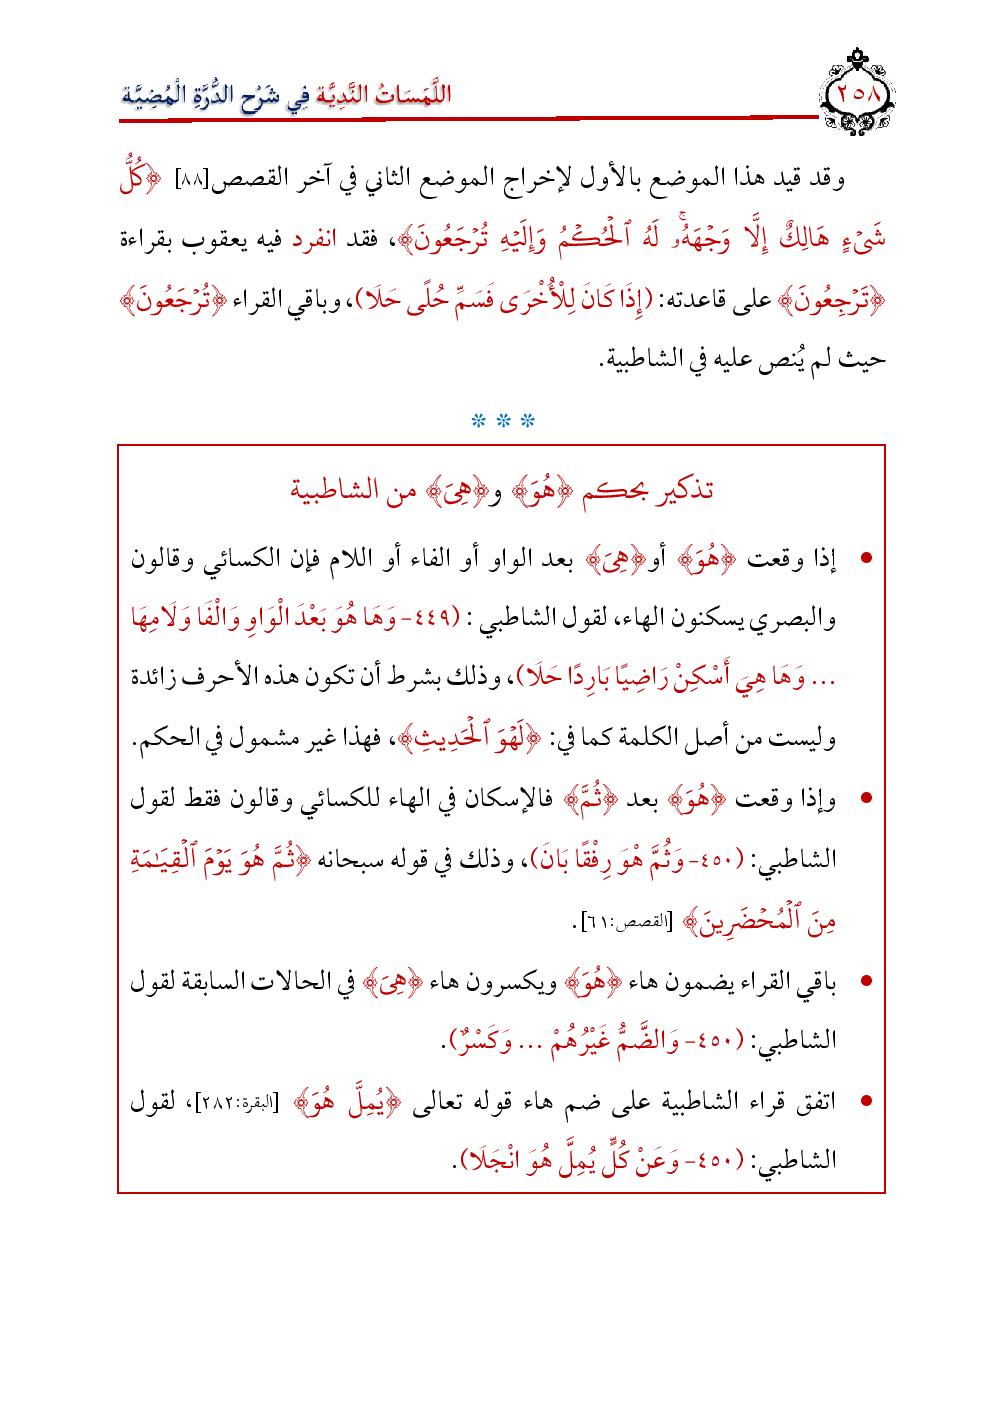 ٢٥٨
اللَّمَسَاتُ النَّدِيَّة فِي شَرْح الدُّرَّةِ الْمُضِيَّة
وقد قيد هذا الموضع بالأول لإخراج الموضع الثاني في آخر القصص[٨٨] ﴿كُلُّ
شَىْءٍ هَالِكٌ إِلَّا وَجْهَهُۥۚ لَهُ ٱلْحُكْمُ وَإِلَيْهِ تُرْجَعُونَ﴾، فقد انفرد فيه يعقوب بقراءة
﴿تَرْجِعُونَ﴾ على قاعدته: (إِذَا كَانَ لِلْأُخْرَى فَسَمِّ حُلًى حَلَا)، وباقي القراء ﴿تُرْجَعُونَ﴾
حيث لم يُنص عليه في الشاطبية.
* * *
تذكير بحكم ﴿هُوَ﴾ و﴿هِىَ﴾ من الشاطبية
• إذا وقعت ﴿هُوَ﴾ أو﴿هِىَ﴾ بعد الواو أو الفاء أو اللام فإن الكسائي وقالون
والبصري يسكنون الهاء، لقول الشاطبي : (٤٤٩- وَهَا هُوَ بَعْدَ الْوَاوِ وَالْفَا وَلَامِهَا
... وَهَا هِيَ أَسْكِنْ رَاضِيًا بَارِدًا حَلَا)، وذلك بشرط أن تكون هذه الأحرف زائدة
وليست من أصل الكلمة كما في: ﴿لَهْوَ ٱلْحَدِيثِ﴾، فهذا غير مشمول في الحكم.
• وإذا وقعت ﴿هُوَ﴾ بعد ﴿ثُمَّ﴾ فالإسكان في الهاء للكسائي وقالون فقط لقول
الشاطبي: (٤٥٠- وَثُمَّ هْوَ رِفْقًا بَانَ)، وذلك في قوله سبحانه ﴿ثُمَّ هُوَ يَوْمَ ٱلْقِيَـٰمَةِ
مِنَ ٱلْمُحْضَرِينَ﴾ [القصص:٦١].
• باقي القراء يضمون هاء ﴿هُوَ﴾ ويكسرون هاء ﴿هِىَ﴾ في الحالات السابقة لقول
الشاطبي: (٤٥٠- وَالضَّمُّ غَيْرُهُمْ ... وَكَسْرٌ).
• اتفق قراء الشاطبية على ضم هاء قوله تعالى ﴿يُمِلَّ هُوَ﴾ [البقرة:٢٨٢]، لقول
الشاطبي: (٤٥٠- وَعَنْ كُلٍّ يُمِلَّ هُوَ انْجَلَا).